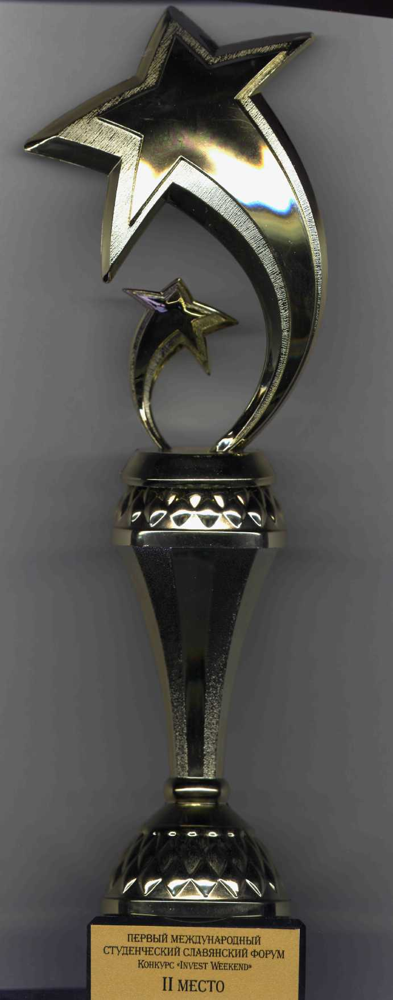 ПЕРВЫЙ МЕЖДУНАРОДНЫЙ
СТУДЕНЧЕСКИЙ СЛАВЯНСКИЙ ФОРУМ
КОНКУРС «INVEST WEEKEND»
II МЕСТО